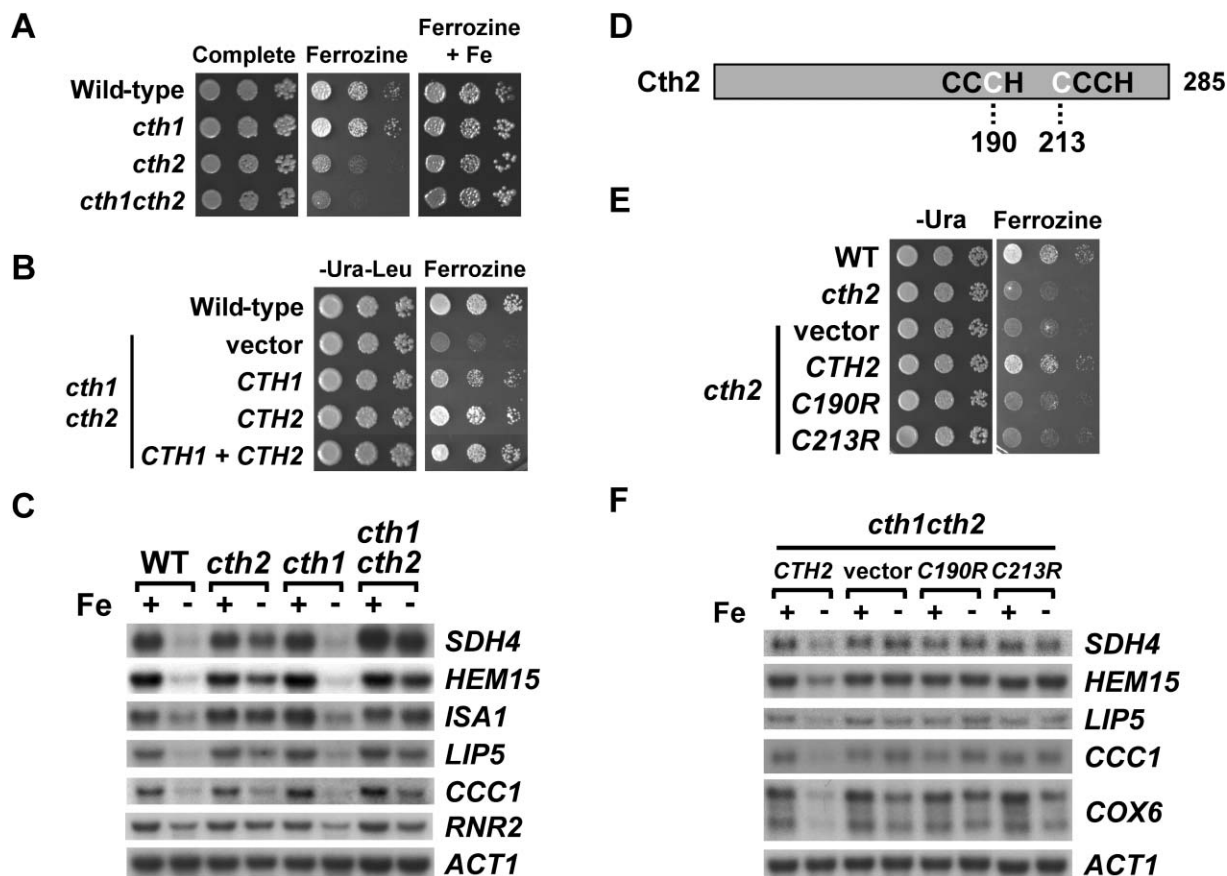 A
Complete Ferrozine Ferrozine + Fe
Wild-type
cth1
cth2
cth1cth2
B
-Ura-Leu Ferrozine
Wild-type
vector
CTH1
CTH2
CTH1 + CTH2
cth1
cth2
C
WT cth2 cth1 cth1 cth2
Fe + - + - + - + -
SDH4
HEM15
ISA1
LIP5
CCC1
RNR2
ACT1
D
Cth2 CCCH CCCH 285
190 213
E
-Ura Ferrozine
WT
cth2
vector
CTH2
C190R
C213R
cth2
F
cth1cth2
CTH2 vector C190R C213R
Fe + - + - + - + -
SDH4
HEM15
LIP5
CCC1
COX6
ACT1